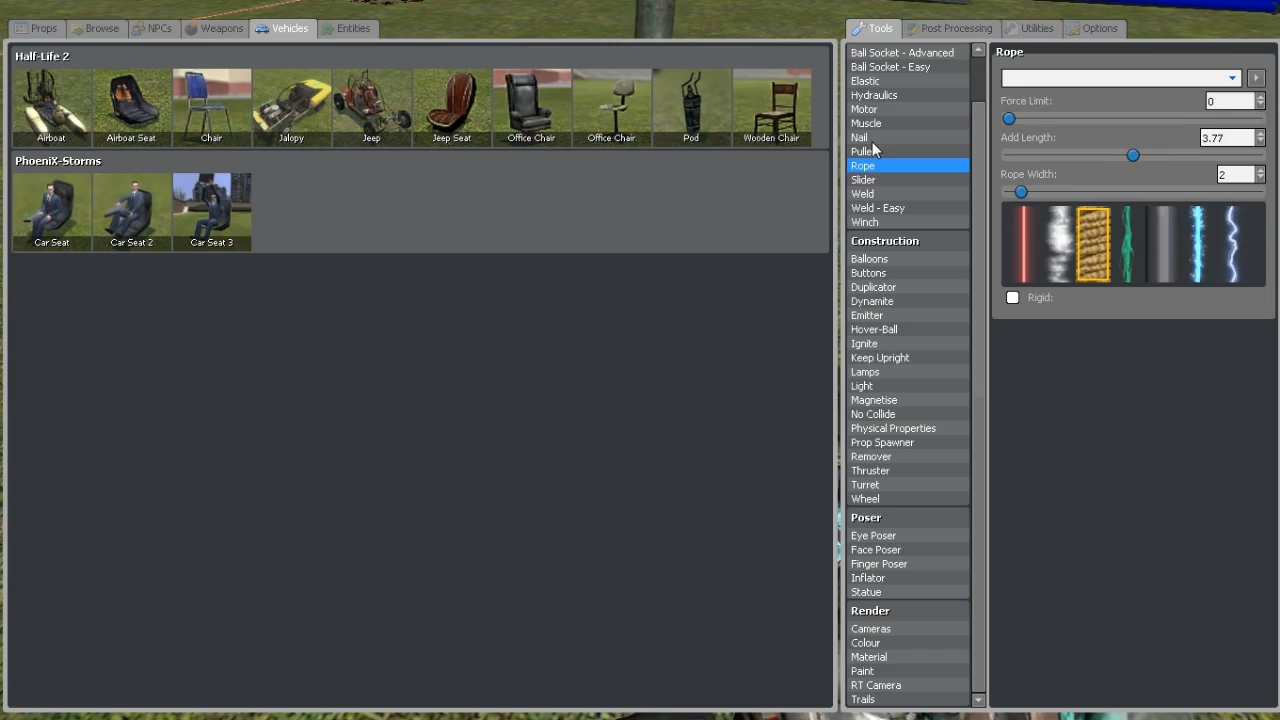 Props
Browse
NPCs
Weapons
Vehicles
Entities
Half-Life 2
Airboat
Airboat Seat
Chair
Jalopy
Jeep
Jeep Seat
Office Chair
Office Chair
Pod
Wooden Chair
PhoeniX-Storms
Car Seat
Car Seat 2
Car Seat 3
Tools
Post Processing
Utilities
Options
Ball Socket - Advanced
Ball Socket - Easy
Elastic
Hydraulics
Motor
Muscle
Nail
Pulle
Rope
Slider
Weld
Weld - Easy
Winch
Construction
Balloons
Buttons
Duplicator
Dynamite
Emitter
Hover-Ball
Ignite
Keep Upright
Lamps
Light
Magnetise
No Collide
Physical Properties
Prop Spawner
Remover
Thruster
Turret
Wheel
Poser
Eye Poser
Face Poser
Finger Poser
Inflator
Statue
Render
Cameras
Colour
Material
Paint
RT Camera
Trails
Rope
Force Limit: 0
Add Length: 3.77
Rope Width: 2
Rigid: